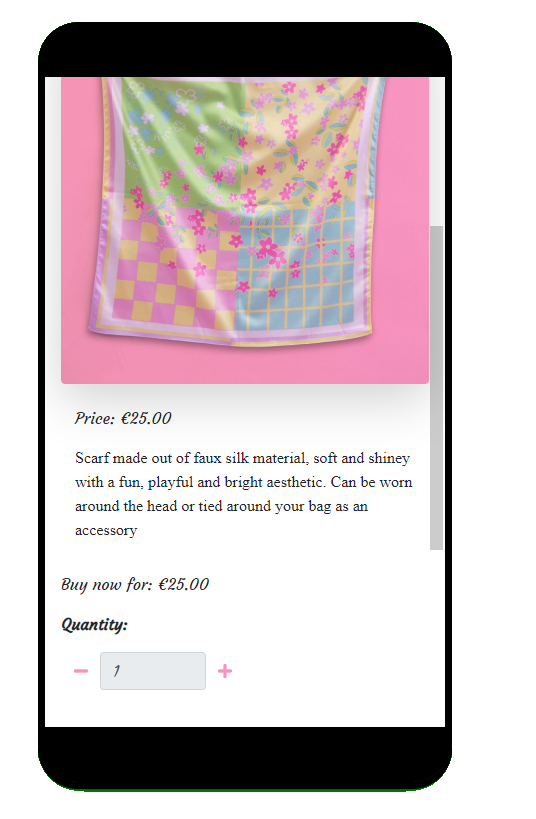 Price: €25.00
Scarf made out of faux silk material, soft and shiney
with a fun, playful and bright aesthetic. Can be worn
around the head or tied around your bag as an
accessory
Buy now for: €25.00
Quantity:
1